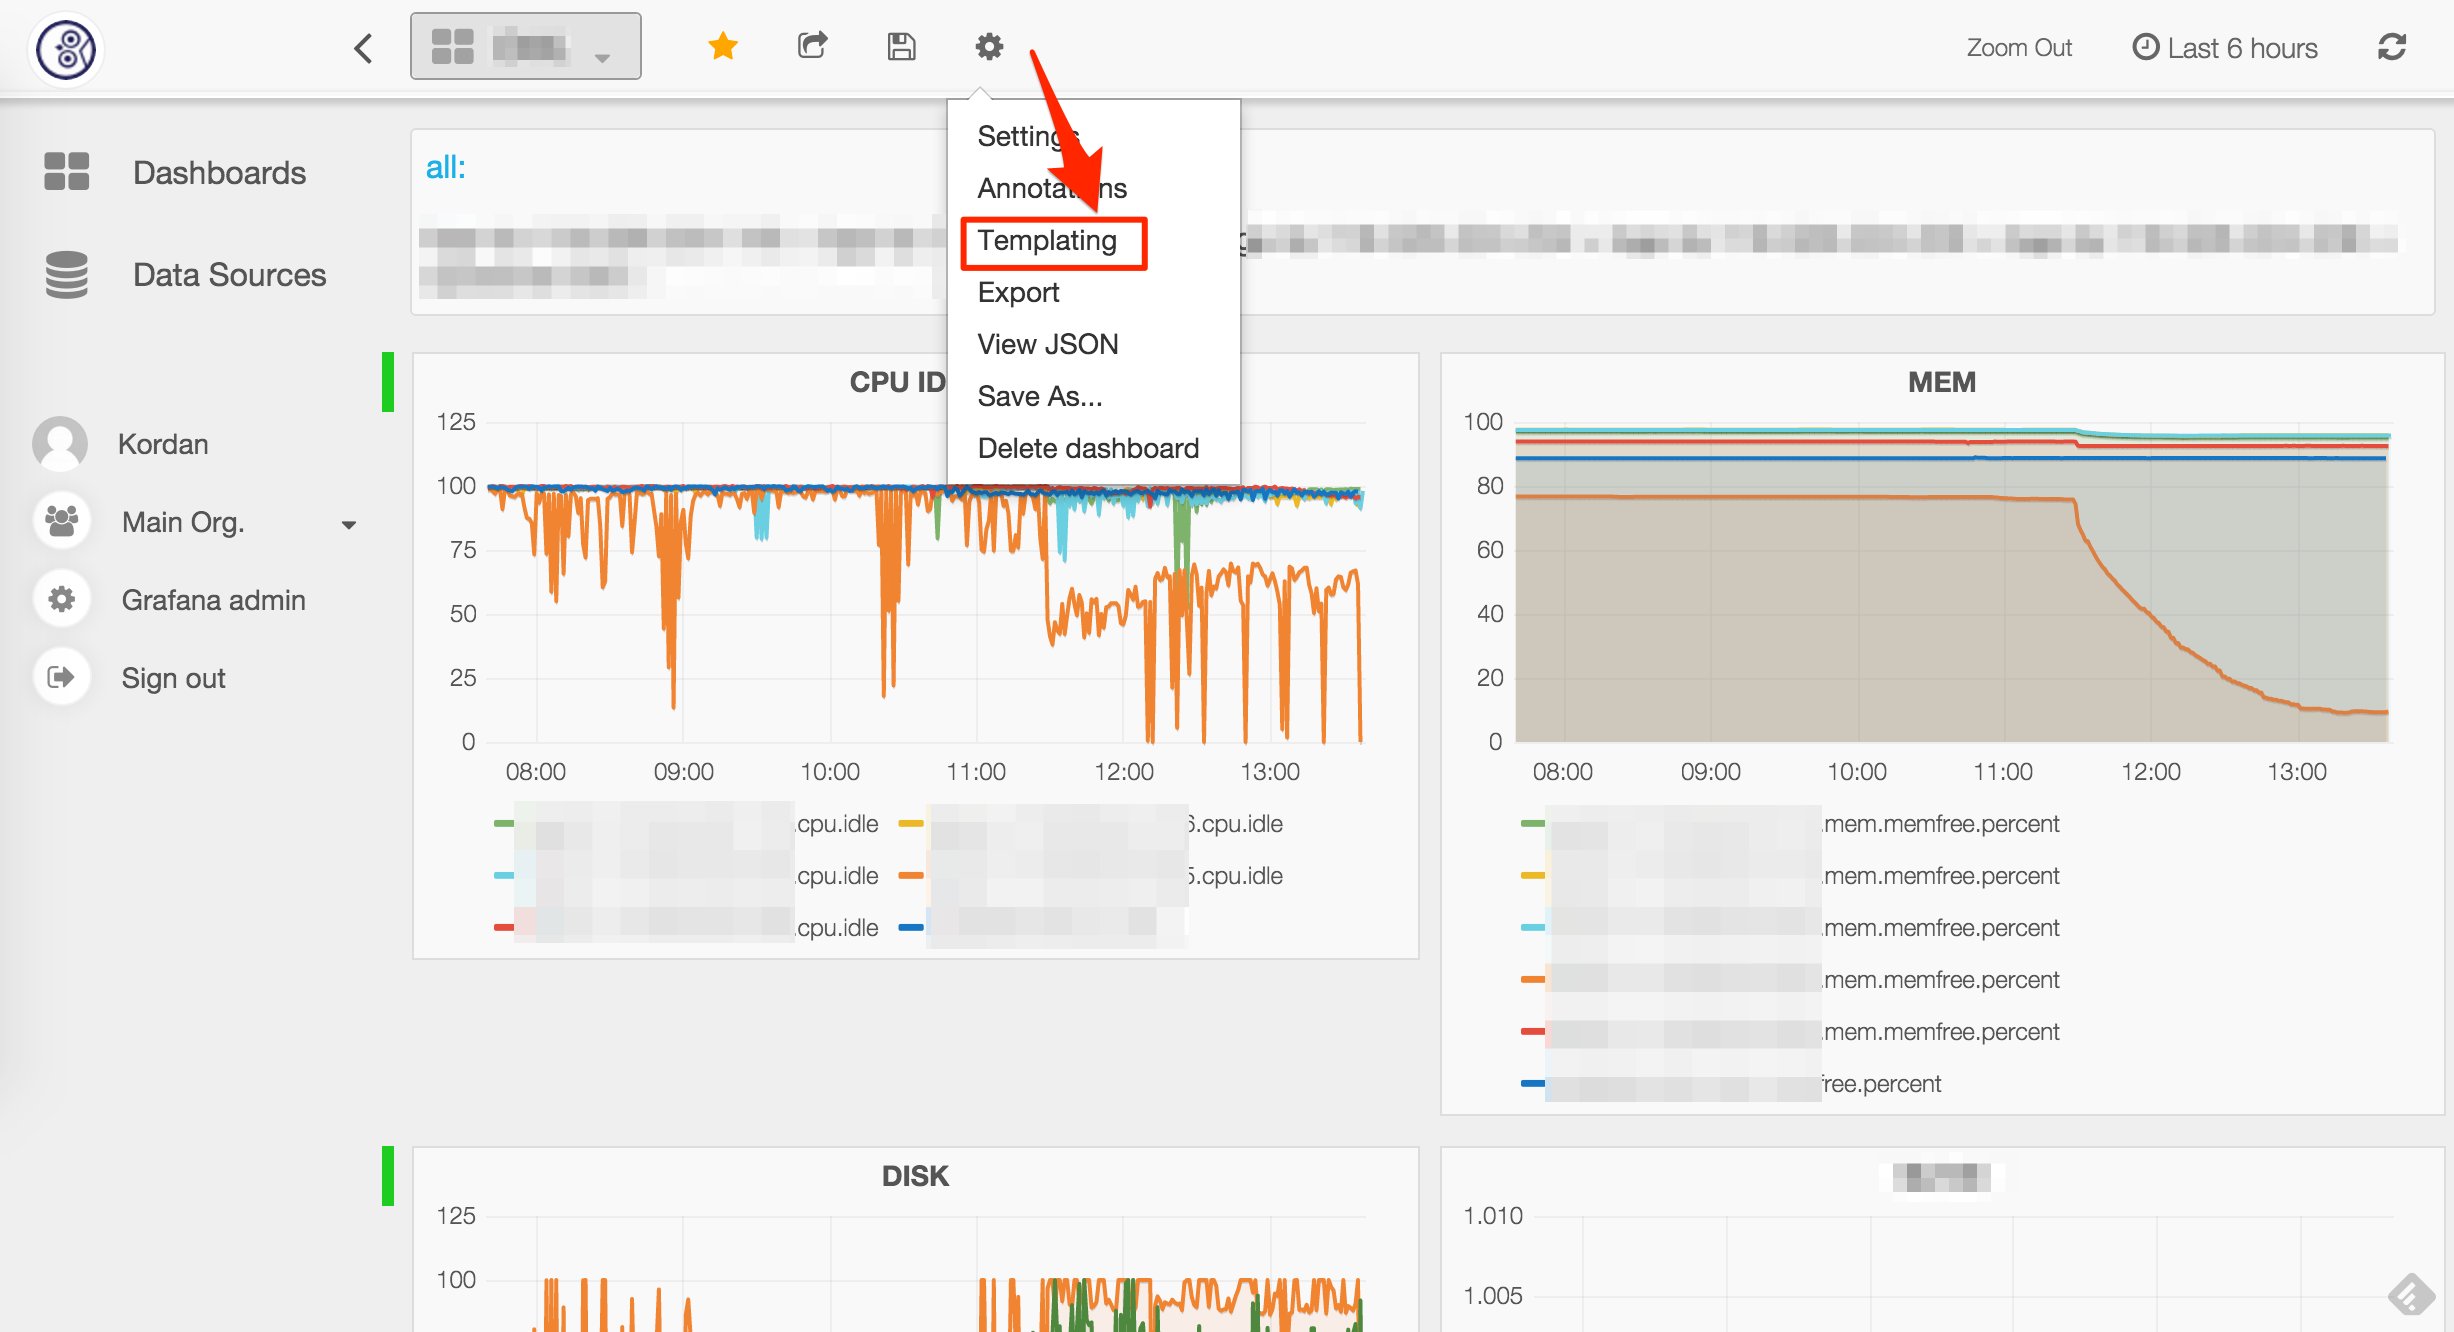 Zoom Out
Last 6 hours
Dashboards
Data Sources
Kordan
Main Org.
Grafana admin
Sign out
all:
Settings
Annotations
Templating
Export
View JSON
Save As...
Delete dashboard
CPU ID
125
100
75
50
25
0
08:00 09:00 10:00 11:00 12:00 13:00
.cpu.idle 6.cpu.idle
.cpu.idle 5.cpu.idle
.cpu.idle
MEM
100
80
60
40
20
0
08:00 09:00 10:00 11:00 12:00 13:00
.mem.memfree.percent
.mem.memfree.percent
.mem.memfree.percent
.mem.memfree.percent
.mem.memfree.percent
free.percent
DISK
125
100
1.010
1.005